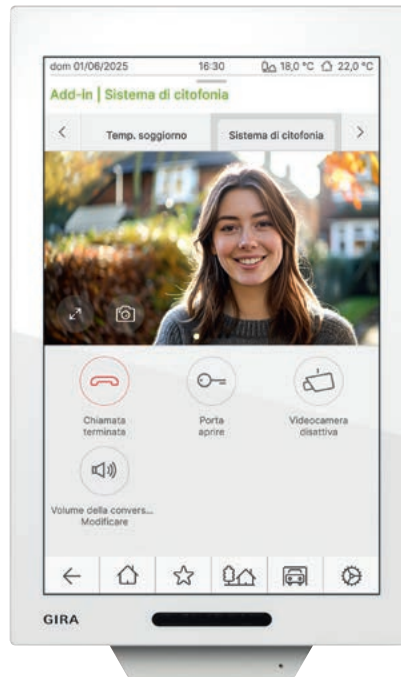 dom 01/06/2025 16:30 18,0 °C 22,0 °C
Add-in | Sistema di citofonia
Temp. soggiorno Sistema di citofonia
Chiamata terminata
Porta aprire
Videocamera disattiva
Volume della convers...
Modificare
GIRA